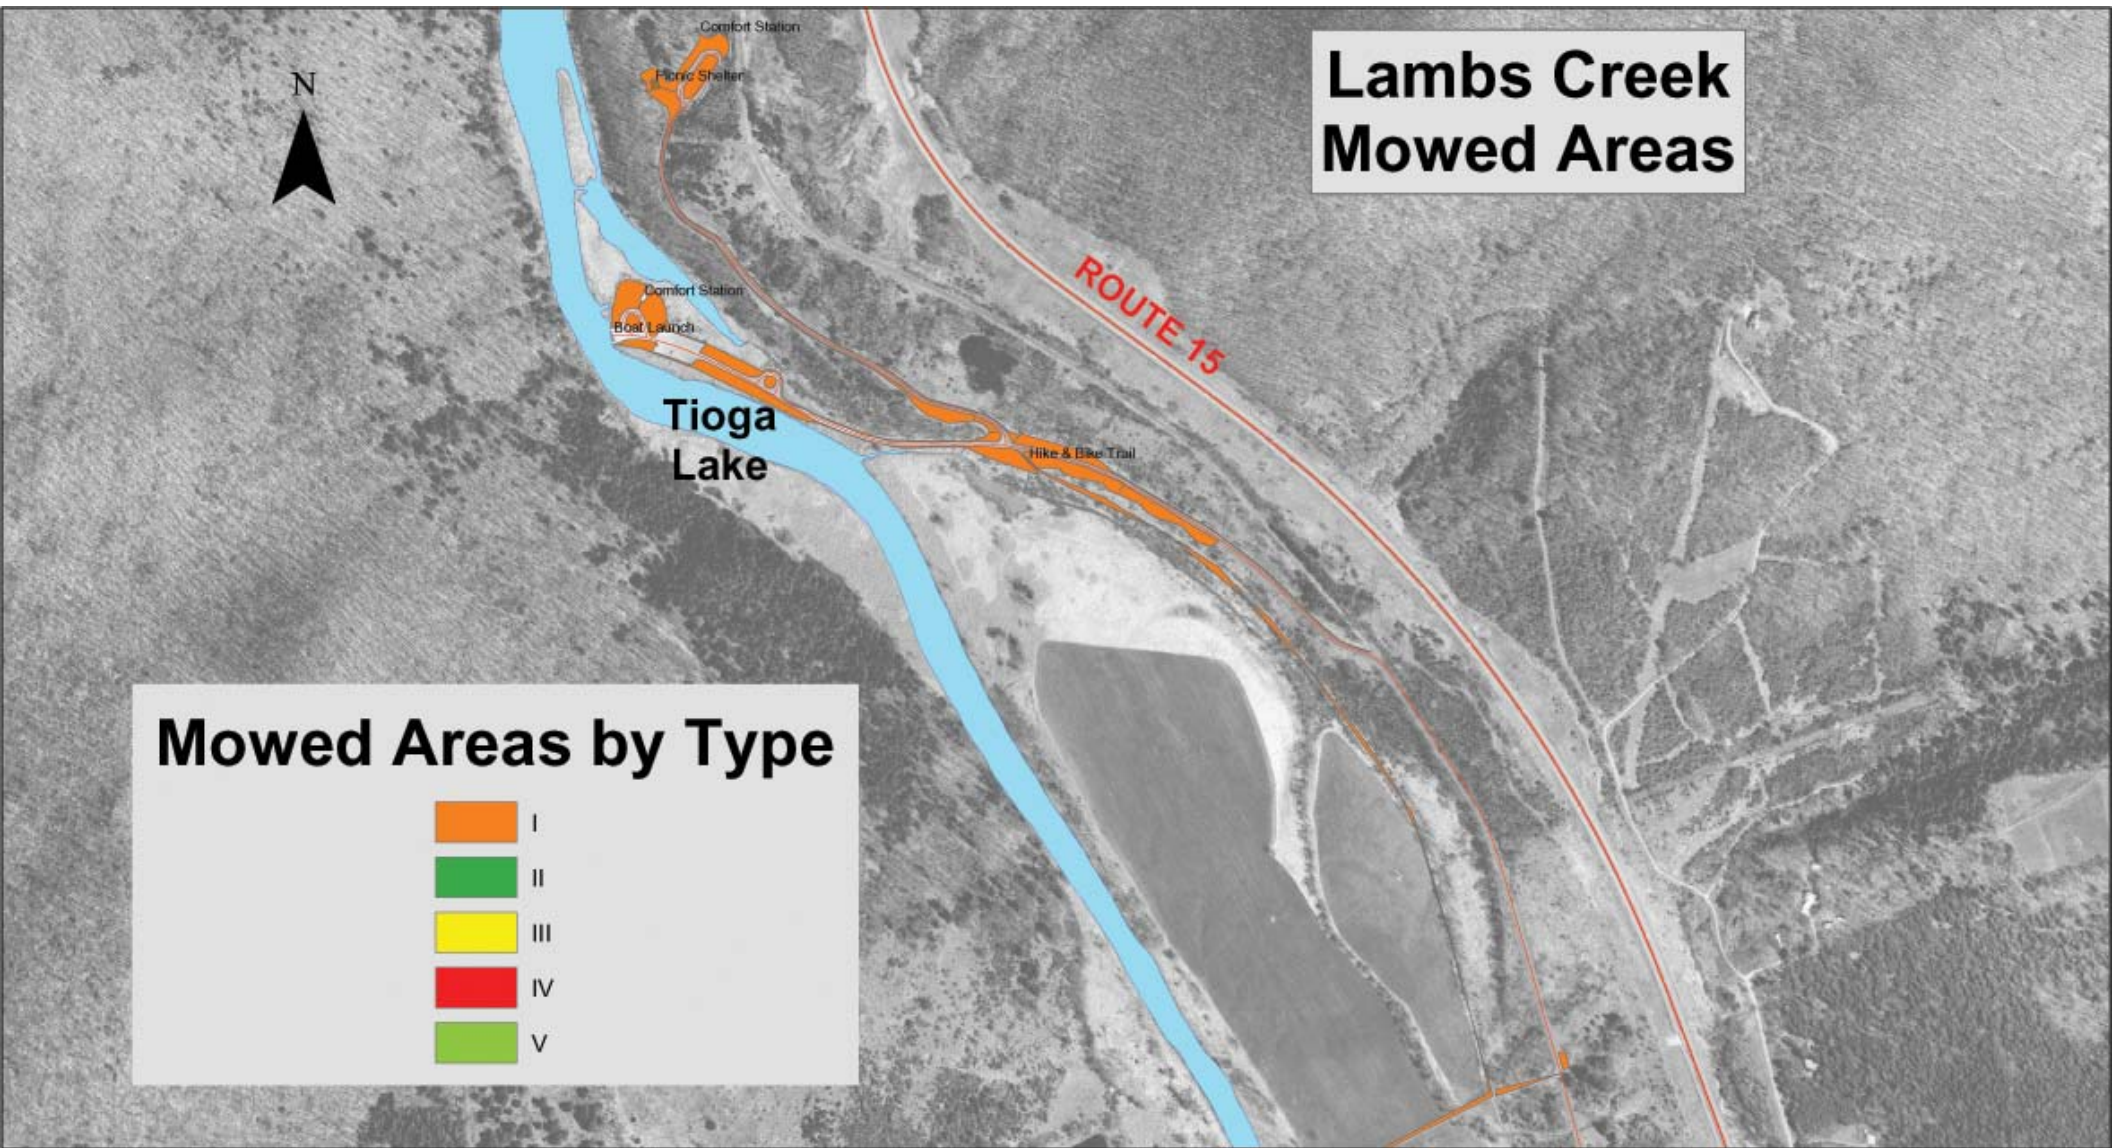 Comfort Station
N
Picnic Shelter
Lambs Creek
Mowed Areas
ROUTE 15
Comfort Station
Boat Launch
Tioga
Lake
Hike & Bike Trail
Mowed Areas by Type
I
II
III
IV
V